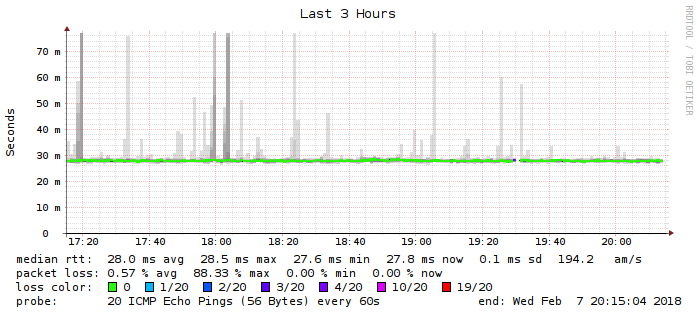 Last 3 Hours
RRDTOOL / TOBI OETIKER
Seconds
70 m
60 m
50 m
40 m
30 m
20 m
10 m
0
17:20 17:40 18:00 18:20 18:40 19:00 19:20 19:40 20:00
median rtt: 28.0 ms avg 28.5 ms max 27.6 ms min 27.8 ms now 0.1 ms sd 194.2 am/s
packet loss: 0.57 % avg 88.33 % max 0.00 % min 0.00 % now
loss color: 0 1/20 2/20 3/20 4/20 10/20 19/20
probe: 20 ICMP Echo Pings (56 Bytes) every 60s end: Wed Feb 7 20:15:04 2018